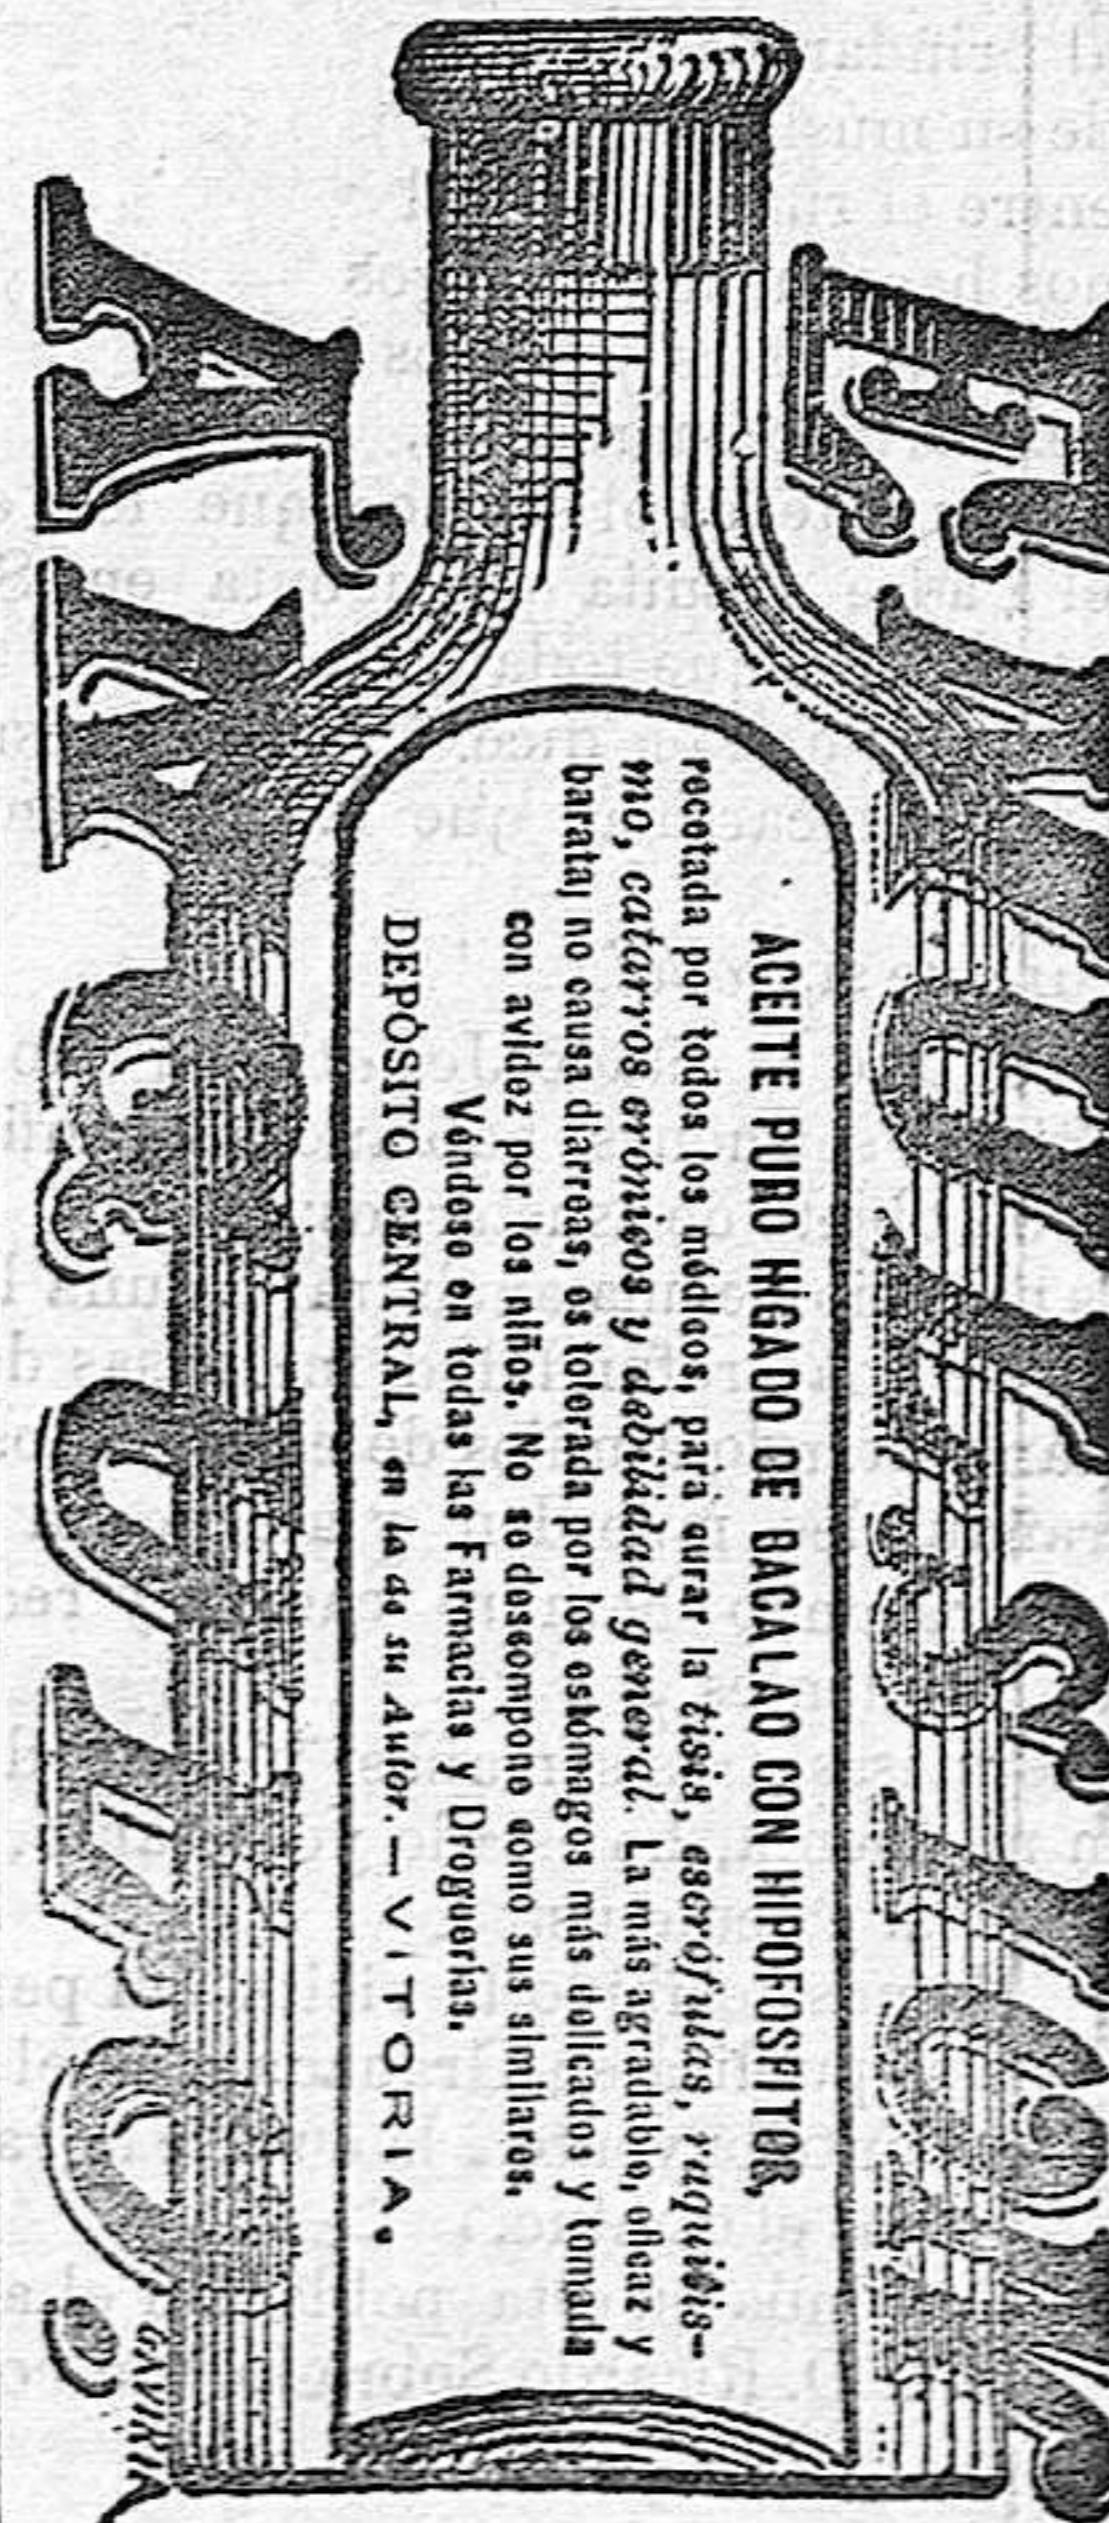 EMULSION
ACEITE PURO HÍGADO DE BACALAO CON HIPOFOSFITOS,
recetada por todos los médicos, para curar la tisis, escrófulas, raquitis-
mo, catarros crónicos y debilidad general. La más agradable, eficaz y
barata; no causa diarreas, es tolerada por los estómagos más delicados y tomada
con avidez por los niños. No se descompone como sus similares.
Véndese en todas las Farmacias y Droguerías.
DEPÓSITO CENTRAL, en la de su Autor.—VITORIA.
GAVIRIA